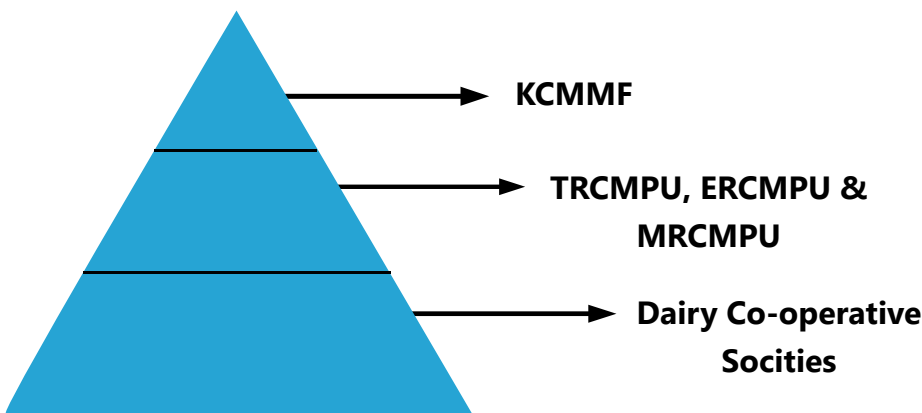 KCMMF
TRCMPU, ERCMPU &
MRCMPU
Dairy Co-operative
Socities